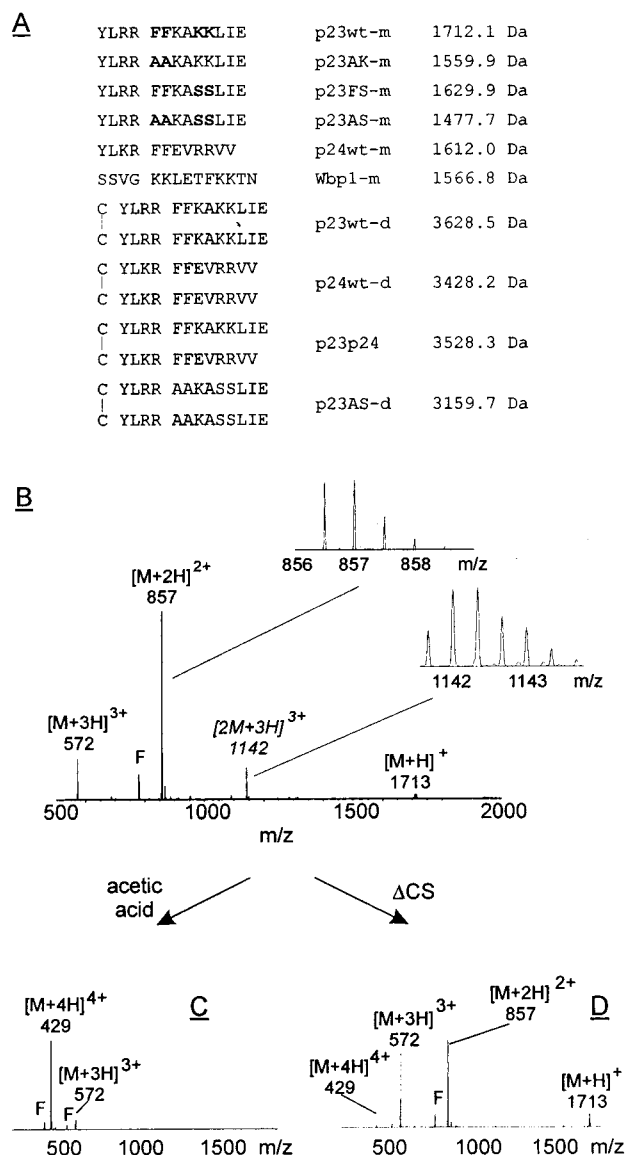 A
YLRR FFKAKKLIE p23wt-m 1712.1 Da
YLRR AAKAKKLIE p23AK-m 1559.9 Da
YLRR FFKASSLIE p23FS-m 1629.9 Da
YLRR AAKASSLIE p23AS-m 1477.7 Da
YLKR FFEVRRVV p24wt-m 1612.0 Da
SSVG KKLETFKKTN Wbp1-m 1566.8 Da
C YLRR FFKAKKLIE
p23wt-d 3628.5 Da
C YLRR FFKAKKLIE
C YLKR FFEVRRVV
p24wt-d 3428.2 Da
C YLKR FFEVRRVV
C YLRR FFKAKKLIE
p23p24 3528.3 Da
C YLKR FFEVRRVV
C YLRR AAKASSLIE
p23AS-d 3159.7 Da
C YLRR AAKASSLIE
B
856 857 858 m/z
[M+2H]2+
857
1142 1143 m/z
[M+3H]3+
572
F
[2M+3H]3+
1142
[M+H]+
1713
500 1000 1500 2000
m/z
acetic
acid
ΔCS
C
[M+4H]4+
429
[M+3H]3+
572
F
F
500 1000 1500 m/z
D
[M+2H]2+
857
[M+3H]3+
572
[M+4H]4+
429
F
[M+H]+
1713
500 1000 1500 m/z